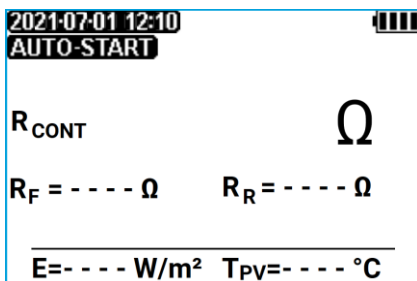 2021-07-01 12:10
AUTO-START
RCONT Ω
RF = - - - - Ω RR = - - - - Ω
E=- - - - W/m² TPV=- - - - °C